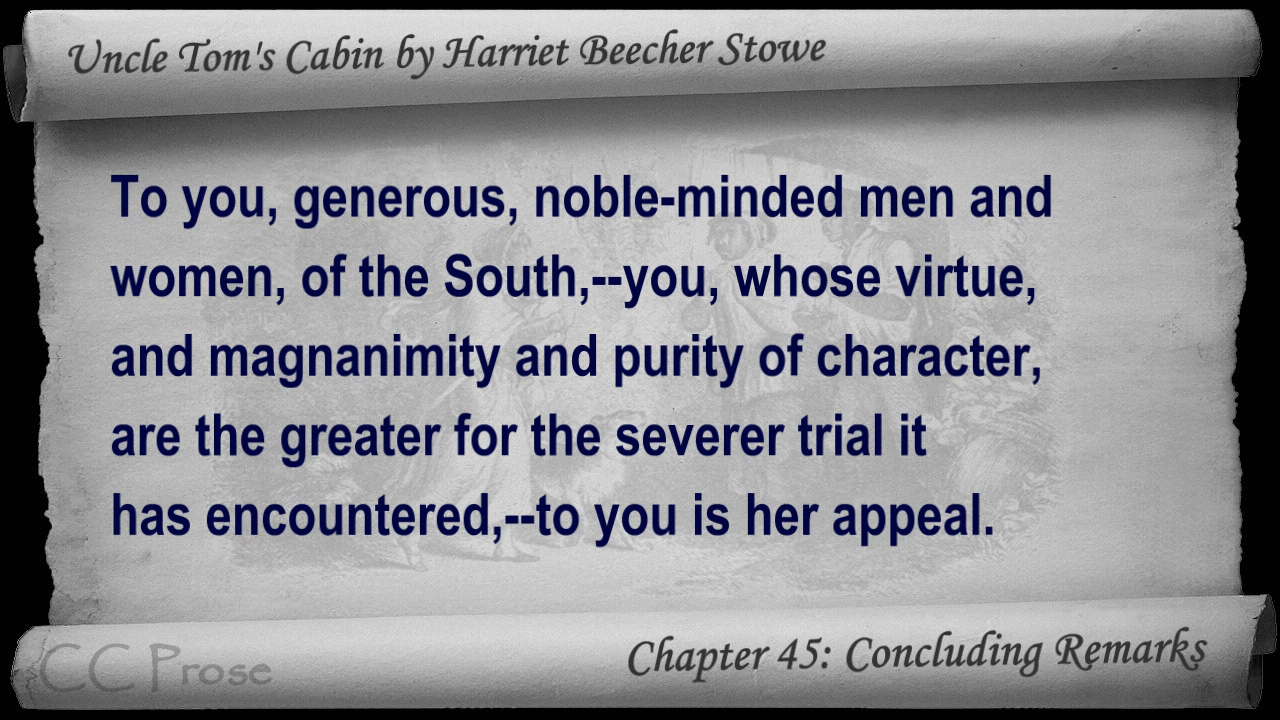 Uncle Tom's Cabin by Harriet Beecher Stowe
To you, generous, noble-minded men and
women, of the South,--you, whose virtue,
and magnanimity and purity of character,
are the greater for the severer trial it
has encountered,--to you is her appeal.
CC Prose
Chapter 45: Concluding Remarks